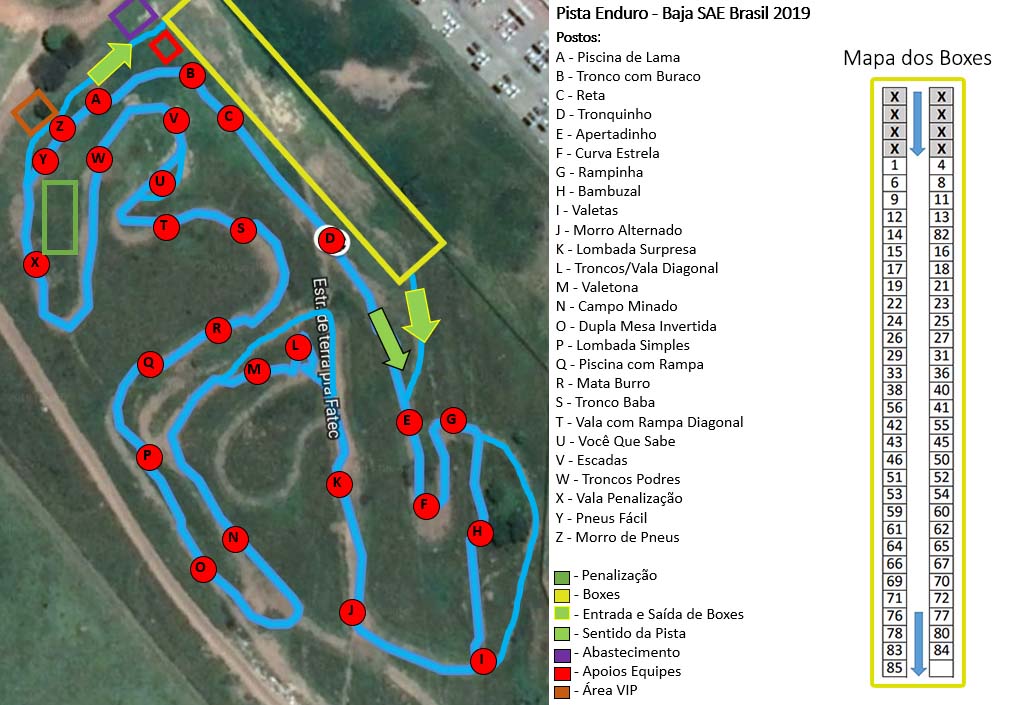 Pista Enduro - Baja SAE Brasil 2019
Postos:
A - Piscina de Lama
B - Tronco com Buraco
C - Reta
D - Tronquinho
E - Apertadinho
F - Curva Estrela
G - Rampinha
H - Bambuzal
I - Valetas
J - Morro Alternado
K - Lombada Surpresa
L - Troncos/Vala Diagonal
M - Valetona
N - Campo Minado
O - Dupla Mesa Invertida
P - Lombada Simples
Q - Piscina com Rampa
R - Mata Burro
S - Tronco Baba
T - Vala com Rampa Diagonal
U - Você Que Sabe
V - Escadas
W - Troncos Podres
X - Vala Penalização
Y - Pneus Fácil
Z - Morro de Pneus
- Penalização
- Boxes
- Entrada e Saída de Boxes
- Sentido da Pista
- Abastecimento
- Apoios Equipes
- Área VIP
Mapa dos Boxes
X X
X X
X X
X X
1 4
6 8
9 11
12 13
14 82
15 16
17 18
19 21
22 23
24 25
26 27
29 31
33 36
38 40
56 41
42 55
43 45
46 50
51 52
53 54
59 60
61 62
64 65
66 67
69 70
71 72
76 77
78 80
83 84
85
B
A
C
V
Z
W
Y
U
T
S
D
X
Estr. de terra pra Fatec
R
L
Q
M
E
G
P
K
F
H
N
O
J
I